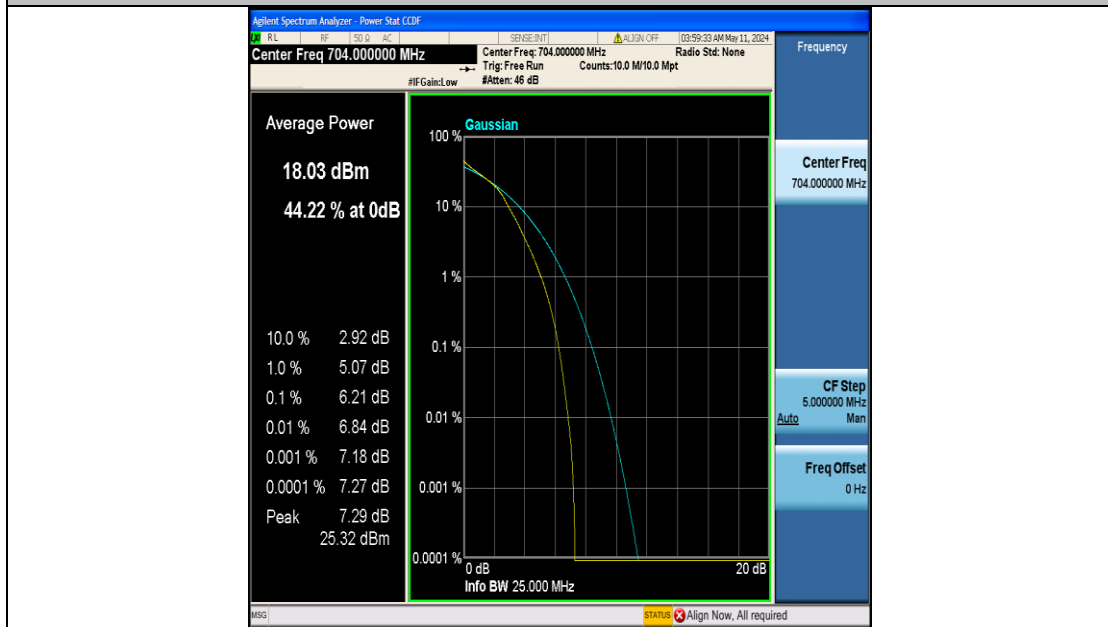 Agilent Spectrum Analyzer - Power Stat CCDF
LXI RL RF 50 Ω AC SENSE:INT ALIGN OFF 03:59:33 AM May 11, 2024
Center Freq 704.000000 MHz
Center Freq: 704.000000 MHz Radio Std: None
Trig: Free Run Counts:10.0 M/10.0 Mpt
#IFGain:Low #Atten: 46 dB
Frequency
Average Power
18.03 dBm
44.22 % at 0dB
10.0 % 2.92 dB
1.0 % 5.07 dB
0.1 % 6.21 dB
0.01 % 6.84 dB
0.001 % 7.18 dB
0.0001 % 7.27 dB
Peak 7.29 dB
25.32 dBm
Gaussian
100 %
10 %
1 %
0.1 %
0.01 %
0.001 %
0.0001 %
0 dB 20 dB
Info BW 25.000 MHz
Center Freq
704.000000 MHz
CF Step
5.000000 MHz
Auto Man
Freq Offset
0 Hz
MSG STATUS Align Now, All required